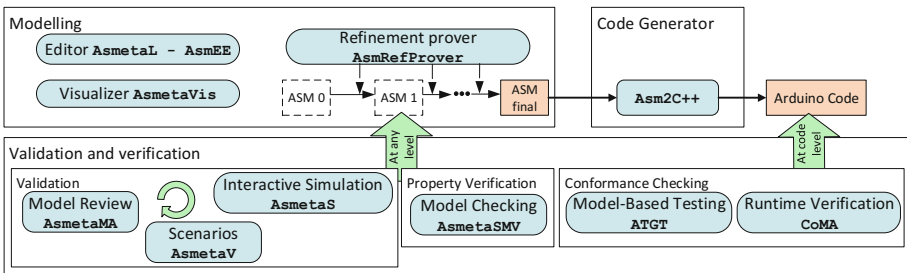 Modelling
Editor AsmetaL - AsmEE
Visualizer AsmetaVis
Refinement prover
AsmRefProver
ASM 0
ASM 1
•••
ASM
final
Code Generator
Asm2C++
Arduino Code
At any
level
At code
level
Validation and verification
Validation
Model Review
AsmetaMA
Scenarios
AsmetaV
Interactive Simulation
AsmetaS
Property Verification
Model Checking
AsmetaSMV
Conformance Checking
Model-Based Testing
ATGT
Runtime Verification
CoMA